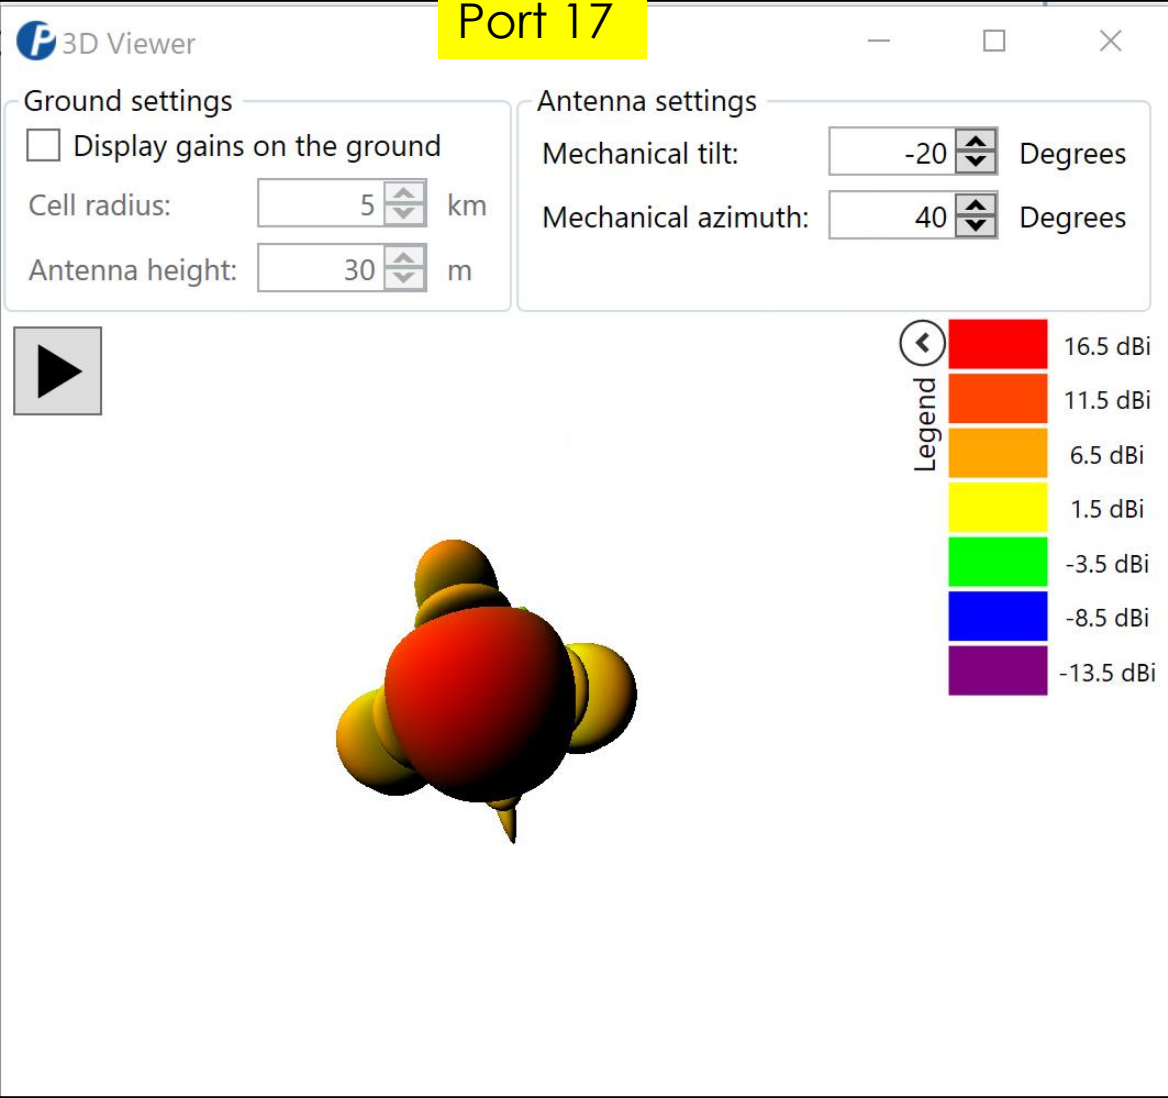 Port 17
3D Viewer
Ground settings
Display gains on the ground
Cell radius: 5 km
Antenna height: 30 m
Antenna settings
Mechanical tilt: -20 Degrees
Mechanical azimuth: 40 Degrees
Legend
16.5 dBi
11.5 dBi
6.5 dBi
1.5 dBi
-3.5 dBi
-8.5 dBi
-13.5 dBi